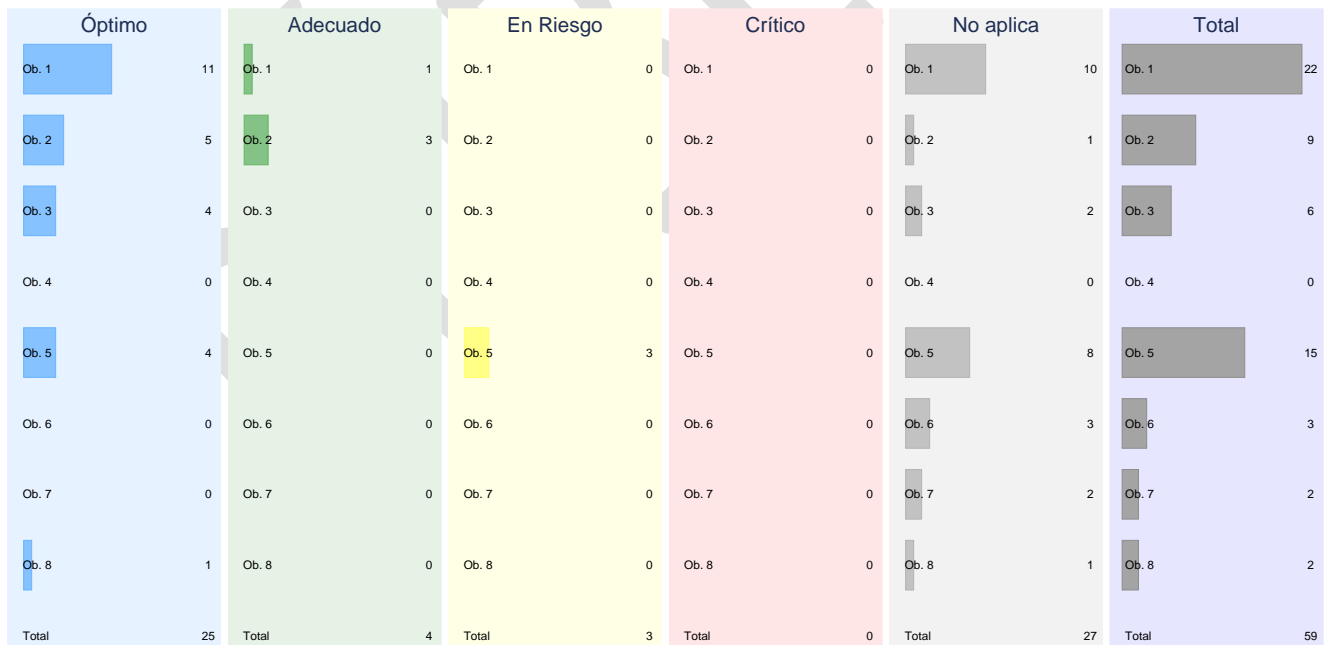 Óptimo Adecuado En Riesgo Crítico No aplica Total
Ob. 1 11 Ob. 1 1 Ob. 1 0 Ob. 1 0 Ob. 1 10 Ob. 1 22
Ob. 2 5 Ob. 2 3 Ob. 2 0 Ob. 2 0 Ob. 2 1 Ob. 2 9
Ob. 3 4 Ob. 3 0 Ob. 3 0 Ob. 3 0 Ob. 3 2 Ob. 3 6
Ob. 4 0 Ob. 4 0 Ob. 4 0 Ob. 4 0 Ob. 4 0 Ob. 4 0
Ob. 5 4 Ob. 5 0 Ob. 5 3 Ob. 5 0 Ob. 5 8 Ob. 5 15
Ob. 6 0 Ob. 6 0 Ob. 6 0 Ob. 6 0 Ob. 6 3 Ob. 6 3
Ob. 7 0 Ob. 7 0 Ob. 7 0 Ob. 7 0 Ob. 7 2 Ob. 7 2
Ob. 8 1 Ob. 8 0 Ob. 8 0 Ob. 8 0 Ob. 8 1 Ob. 8 2
Total 25 Total 4 Total 3 Total 0 Total 27 Total 59